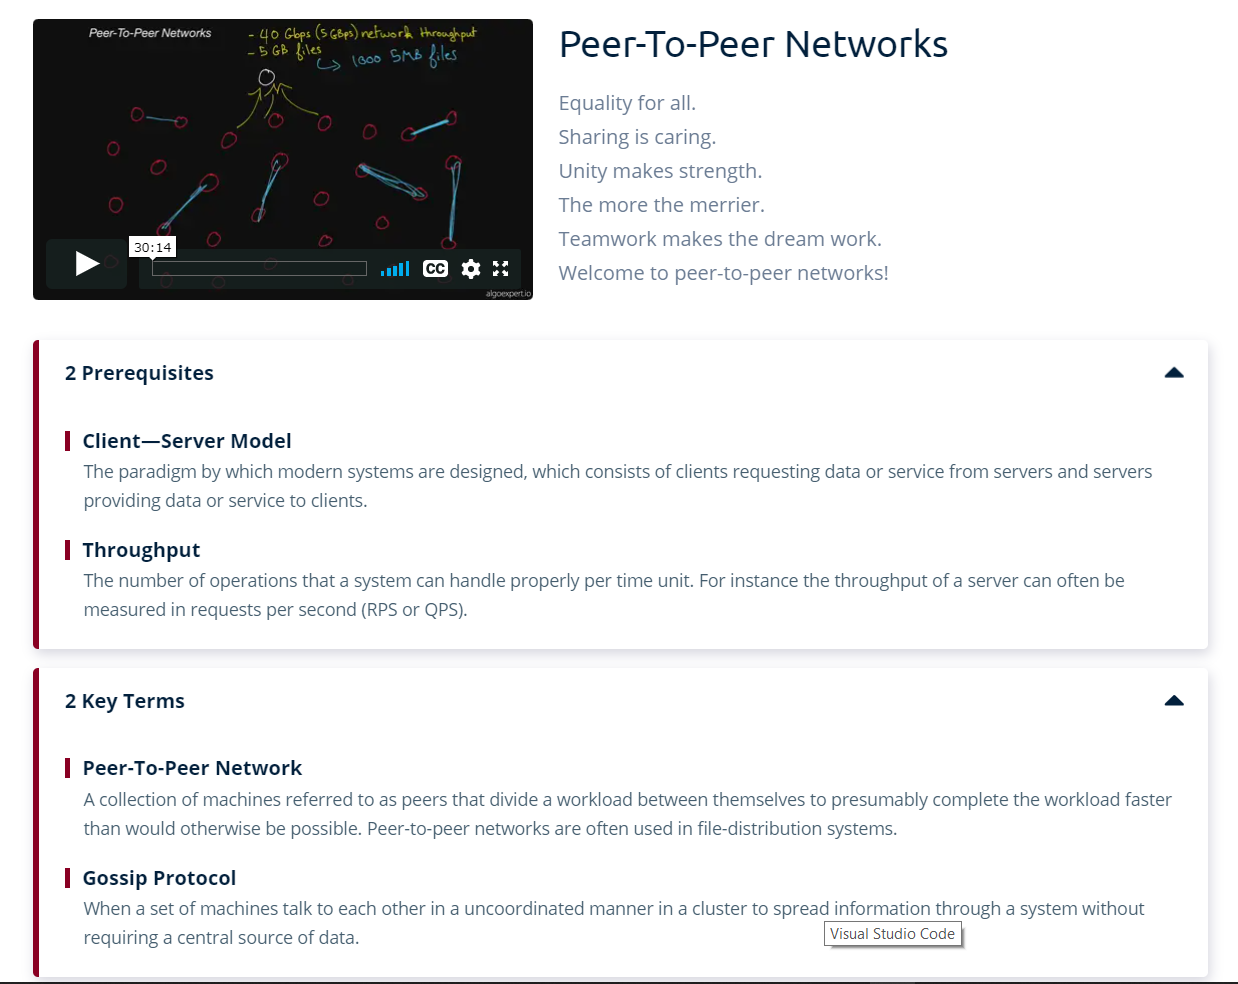 Peer-To-Peer Networks
- 40 Gbps (5 GBps) network throughput
- 5 GB files
↳ 1000 5MB files
30:14
CC
algoexpert.io
Peer-To-Peer Networks
Equality for all.
Sharing is caring.
Unity makes strength.
The more the merrier.
Teamwork makes the dream work.
Welcome to peer-to-peer networks!
2 Prerequisites
Client—Server Model
The paradigm by which modern systems are designed, which consists of clients requesting data or service from servers and servers
providing data or service to clients.
Throughput
The number of operations that a system can handle properly per time unit. For instance the throughput of a server can often be
measured in requests per second (RPS or QPS).
2 Key Terms
Peer-To-Peer Network
A collection of machines referred to as peers that divide a workload between themselves to presumably complete the workload faster
than would otherwise be possible. Peer-to-peer networks are often used in file-distribution systems.
Gossip Protocol
When a set of machines talk to each other in a uncoordinated manner in a cluster to spread information through a system without
requiring a central source of data.
Visual Studio Code